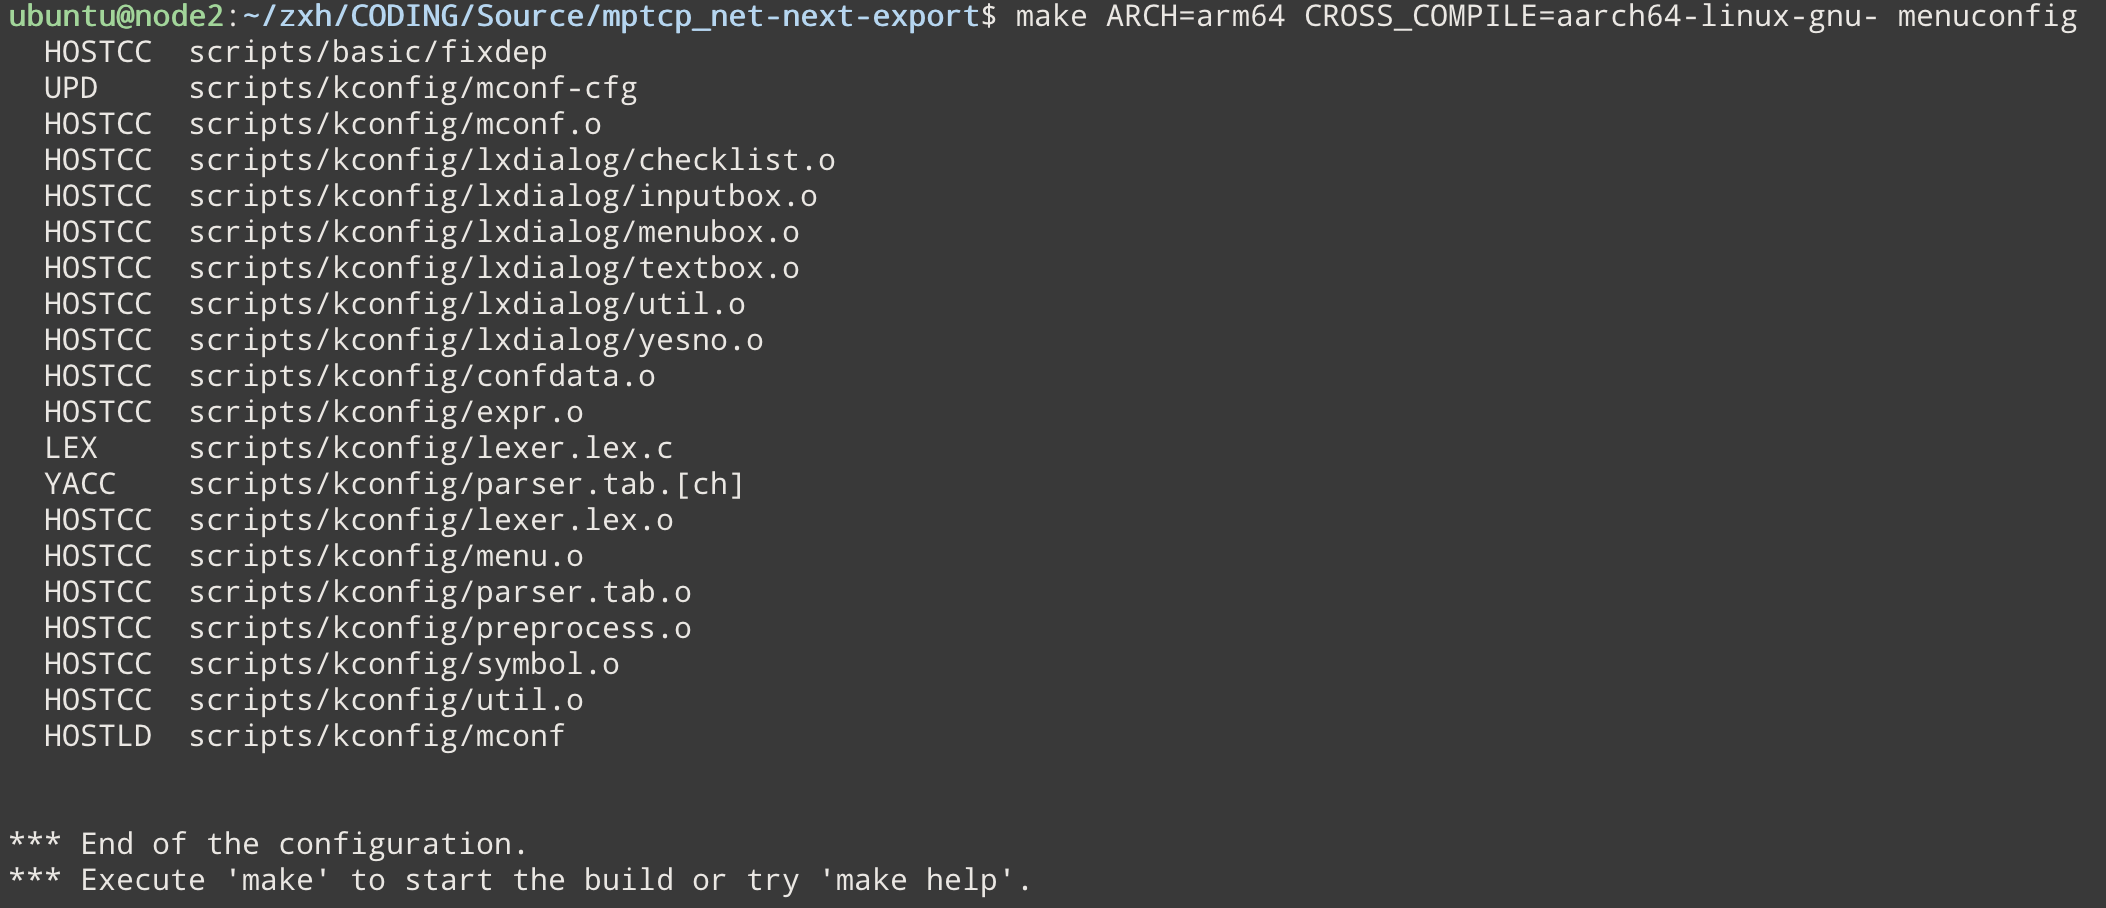 ubuntu@node2:~/zxh/CODING/Source/mptcp_net-next-export$ make ARCH=arm64 CROSS_COMPILE=aarch64-linux-gnu- menuconfig
  HOSTCC  scripts/basic/fixdep
  UPD     scripts/kconfig/mconf-cfg
  HOSTCC  scripts/kconfig/mconf.o
  HOSTCC  scripts/kconfig/lxdialog/checklist.o
  HOSTCC  scripts/kconfig/lxdialog/inputbox.o
  HOSTCC  scripts/kconfig/lxdialog/menubox.o
  HOSTCC  scripts/kconfig/lxdialog/textbox.o
  HOSTCC  scripts/kconfig/lxdialog/util.o
  HOSTCC  scripts/kconfig/lxdialog/yesno.o
  HOSTCC  scripts/kconfig/confdata.o
  HOSTCC  scripts/kconfig/expr.o
  LEX     scripts/kconfig/lexer.lex.c
  YACC    scripts/kconfig/parser.tab.[ch]
  HOSTCC  scripts/kconfig/lexer.lex.o
  HOSTCC  scripts/kconfig/menu.o
  HOSTCC  scripts/kconfig/parser.tab.o
  HOSTCC  scripts/kconfig/preprocess.o
  HOSTCC  scripts/kconfig/symbol.o
  HOSTCC  scripts/kconfig/util.o
  HOSTLD  scripts/kconfig/mconf
*** End of the configuration.
*** Execute 'make' to start the build or try 'make help'.